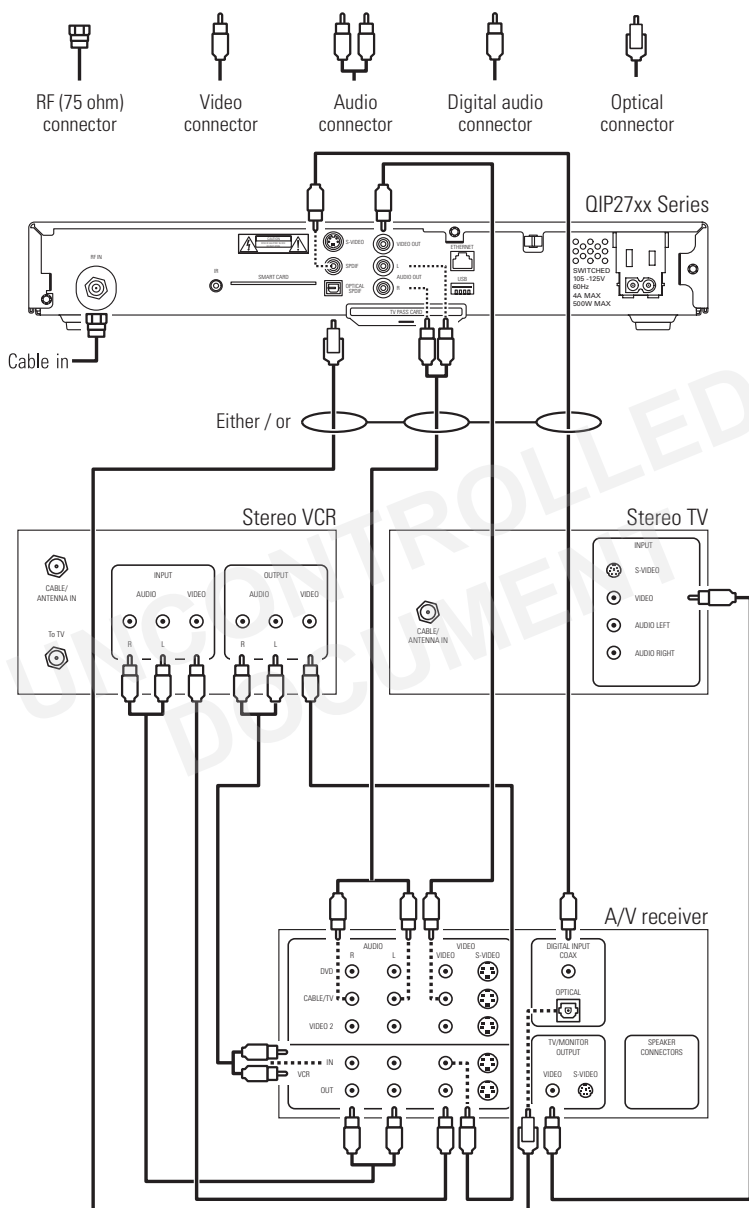 RF (75 ohm)
connector
Video
connector
Audio
connector
Digital audio
connector
Optical
connector
QIP27xx Series
RF IN
IR
SMART CARD
S-VIDEO
SPDIF
OPTICAL
SPDIF
VIDEO OUT
L
AUDIO OUT
R
ETHERNET
USB
TV PASS CARD
SWITCHED
105 -125V
60Hz
4A MAX
500W MAX
Cable in
Either / or
Stereo VCR
CABLE/
ANTENNA IN
To TV
INPUT
AUDIO VIDEO
R L
OUTPUT
AUDIO VIDEO
R L
Stereo TV
CABLE/
ANTENNA IN
INPUT
S-VIDEO
VIDEO
AUDIO LEFT
AUDIO RIGHT
UNCONTROLLED
DOCUMENT
A/V receiver
AUDIO
R L
VIDEO
VIDEO S-VIDEO
DVD
CABLE/TV
VIDEO 2
IN
VCR
OUT
DIGITAL INPUT
COAX
OPTICAL
TV/MONITOR
OUTPUT
VIDEO S-VIDEO
SPEAKER
CONNECTORS